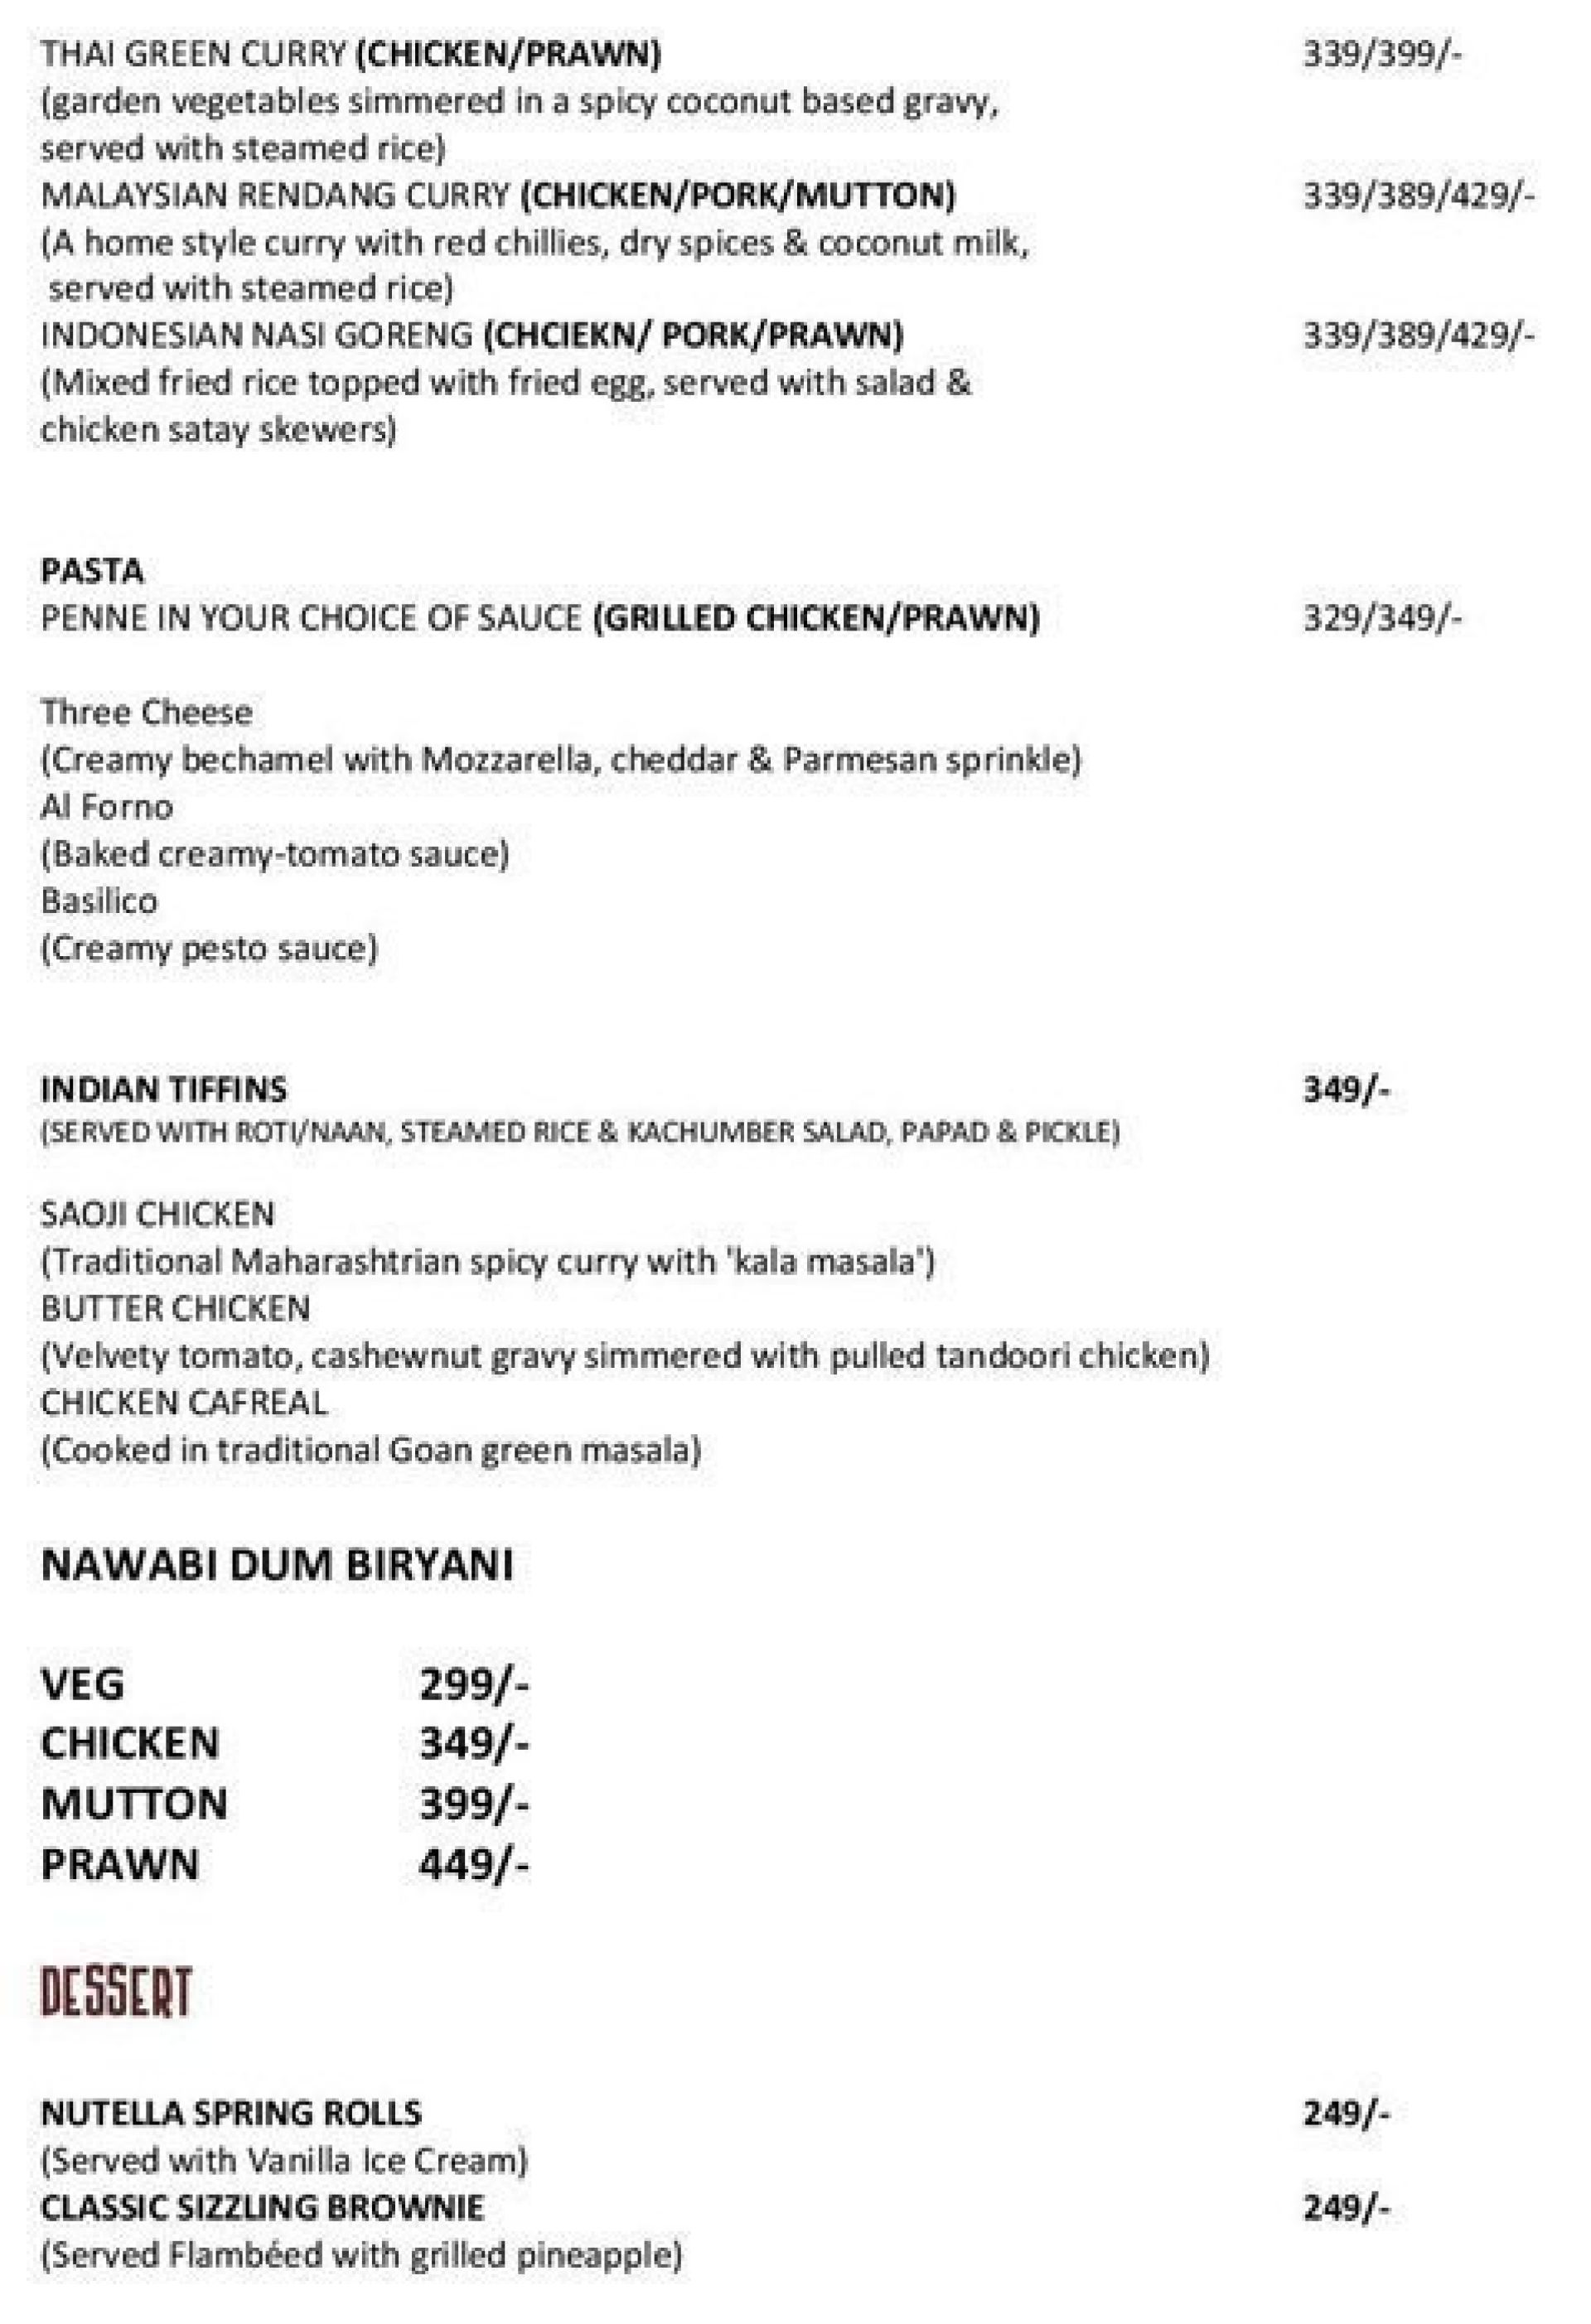 THAI GREEN CURRY (CHICKEN/PRAWN) 339/399/-
(garden vegetables simmered in a spicy coconut based gravy,
served with steamed rice)
MALAYSIAN RENDANG CURRY (CHICKEN/PORK/MUTTON) 339/389/429/-
(A home style curry with red chillies, dry spices & coconut milk,
served with steamed rice)
INDONESIAN NASI GORENG (CHCIEKN/ PORK/PRAWN) 339/389/429/-
(Mixed fried rice topped with fried egg, served with salad &
chicken satay skewers)
PASTA
PENNE IN YOUR CHOICE OF SAUCE (GRILLED CHICKEN/PRAWN) 329/349/-
Three Cheese
(Creamy bechamel with Mozzarella, cheddar & Parmesan sprinkle)
Al Forno
(Baked creamy-tomato sauce)
Basilico
(Creamy pesto sauce)
INDIAN TIFFINS 349/-
(SERVED WITH ROTI/NAAN, STEAMED RICE & KACHUMBER SALAD, PAPAD & PICKLE)
SAOJI CHICKEN
(Traditional Maharashtrian spicy curry with 'kala masala')
BUTTER CHICKEN
(Velvety tomato, cashewnut gravy simmered with pulled tandoori chicken)
CHICKEN CAFREAL
(Cooked in traditional Goan green masala)
NAWABI DUM BIRYANI
VEG 299/-
CHICKEN 349/-
MUTTON 399/-
PRAWN 449/-
DESSERT
NUTELLA SPRING ROLLS 249/-
(Served with Vanilla Ice Cream)
CLASSIC SIZZLING BROWNIE 249/-
(Served Flambéed with grilled pineapple)